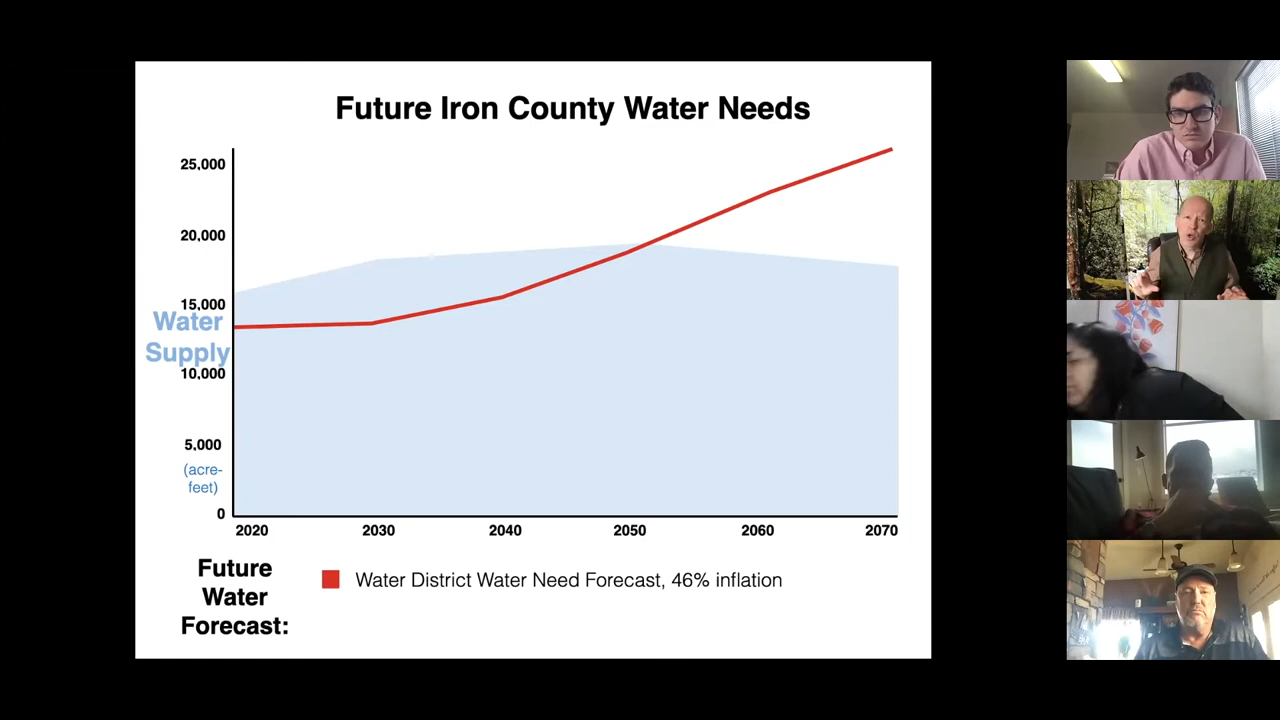 Future Iron County Water Needs
25,000
20,000
15,000
Water
Supply
10,000
5,000
(acre-
feet)
0
2020 2030 2040 2050 2060 2070
Future
Water
Forecast:
Water District Water Need Forecast, 46% inflation